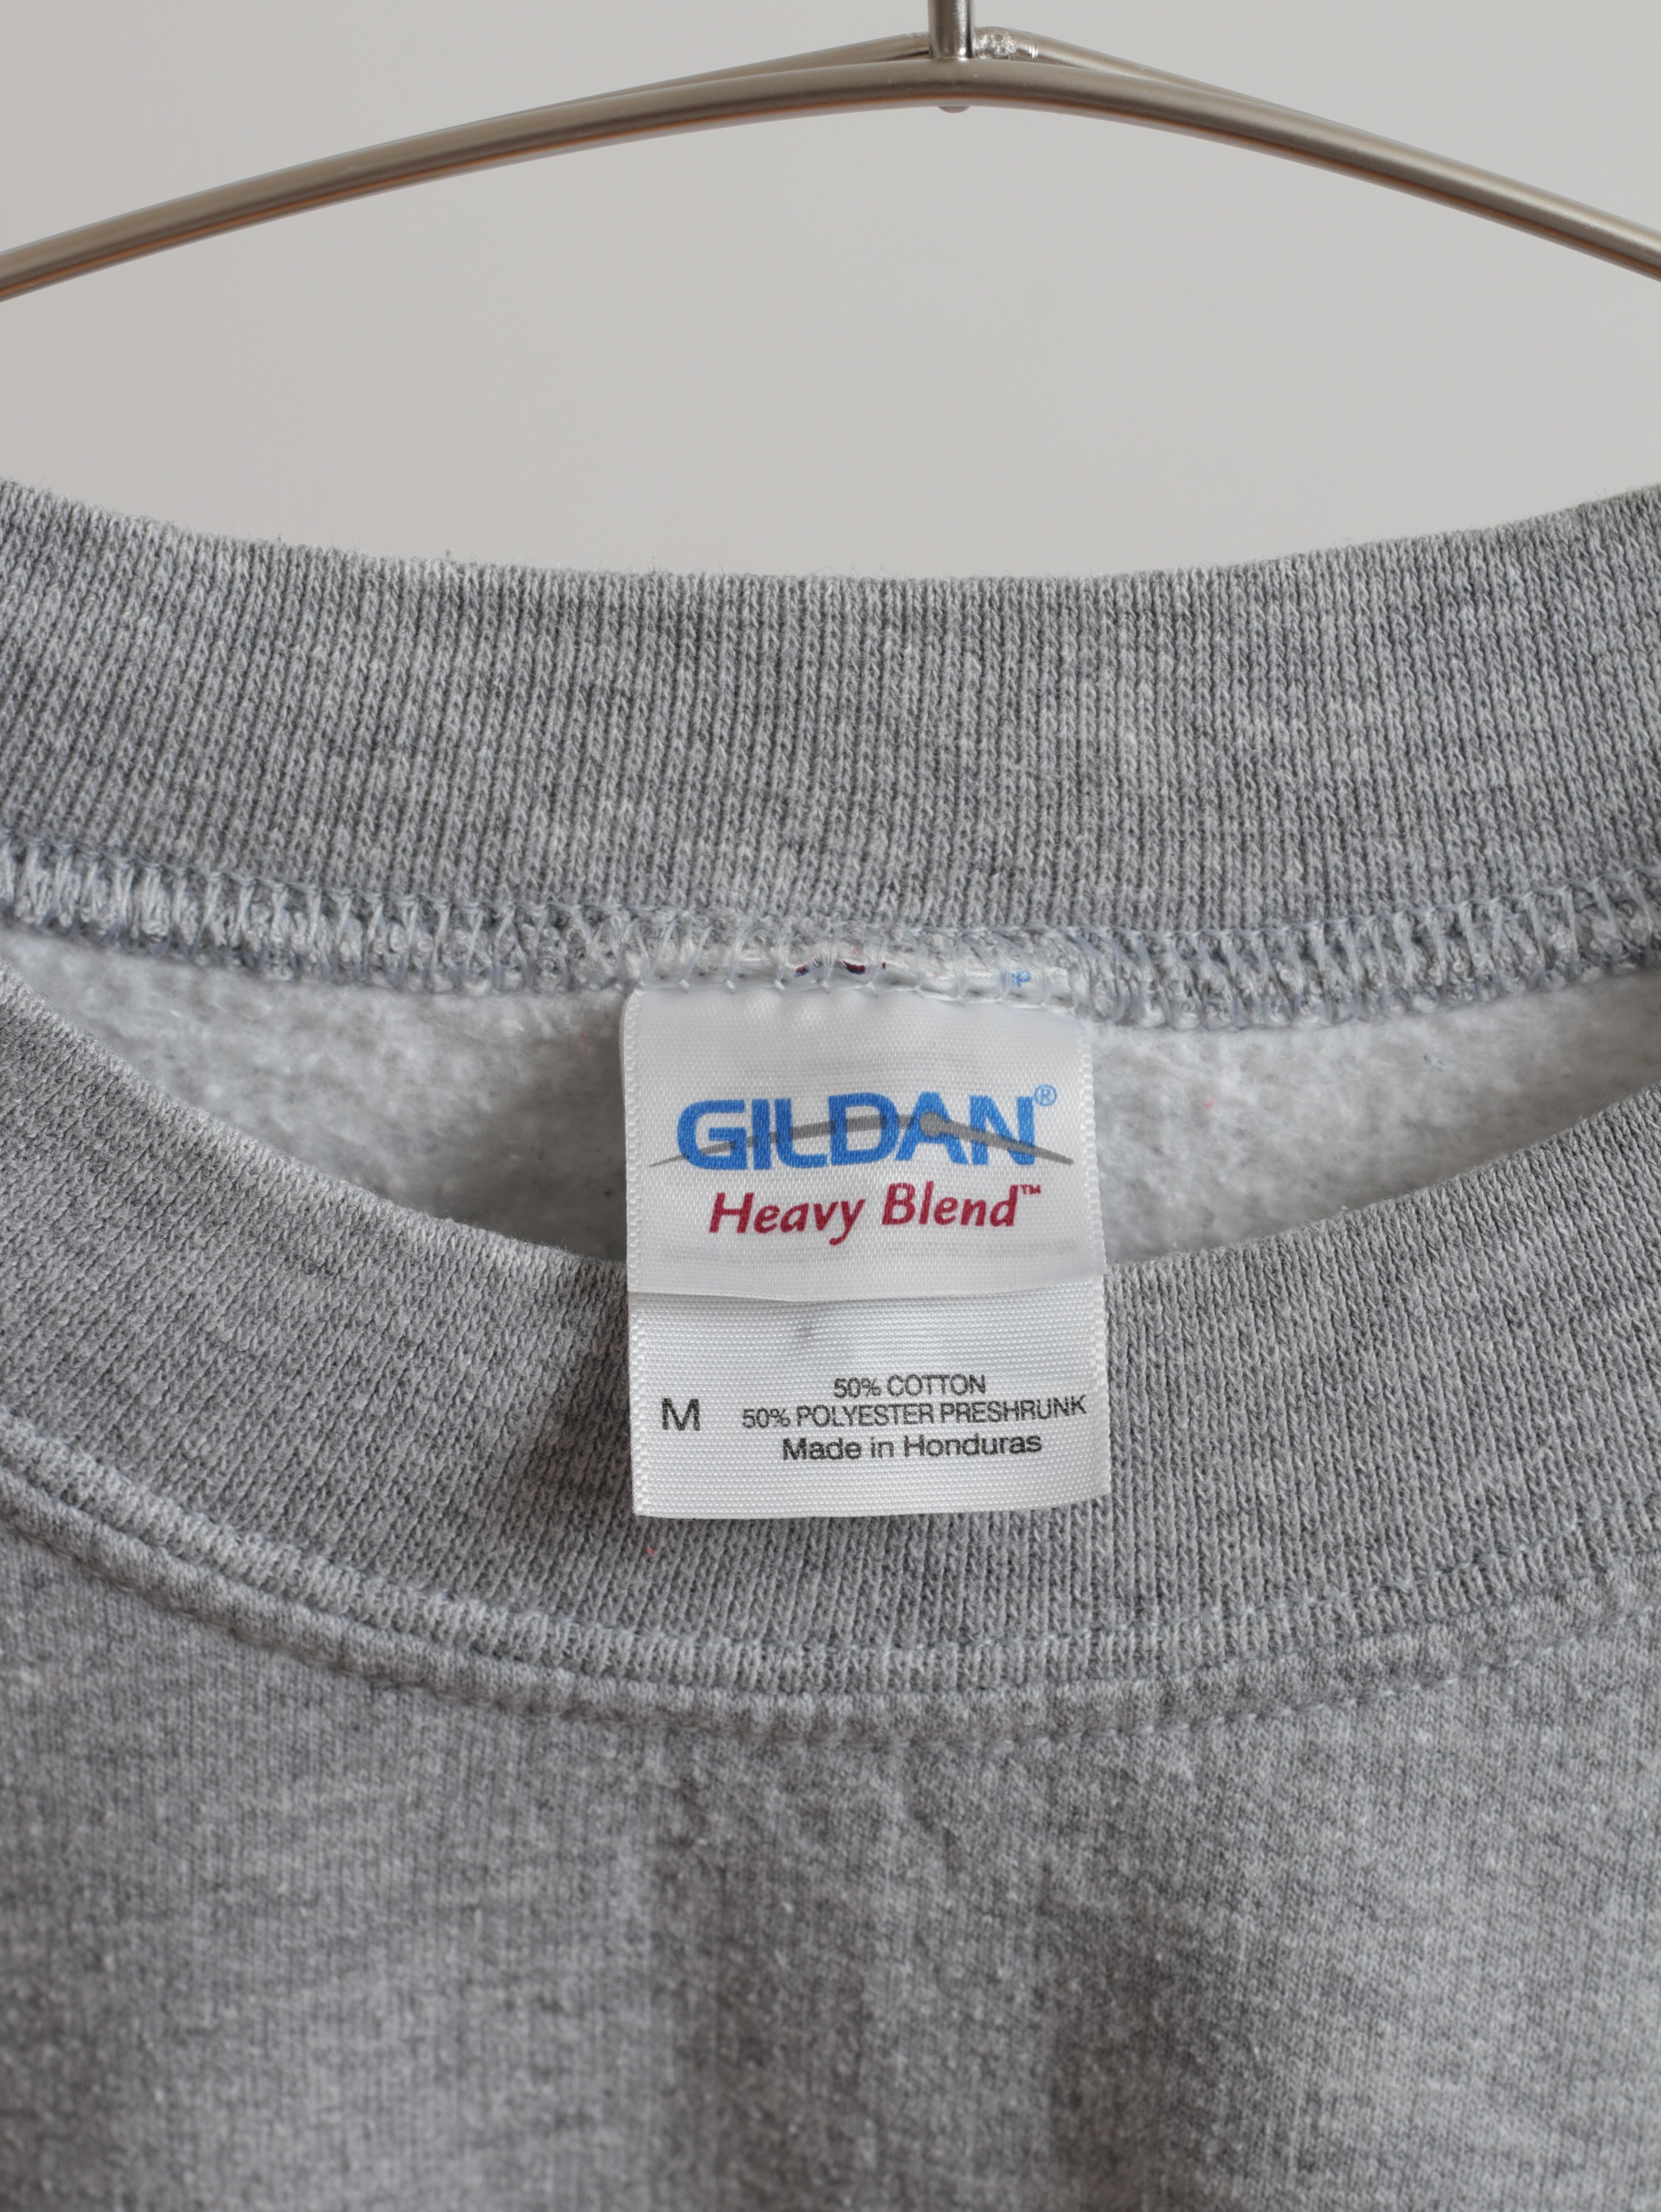 GILDAN®
Heavy Blend™
50% COTTON
M 50% POLYESTER PRESHRUNK
Made in Honduras